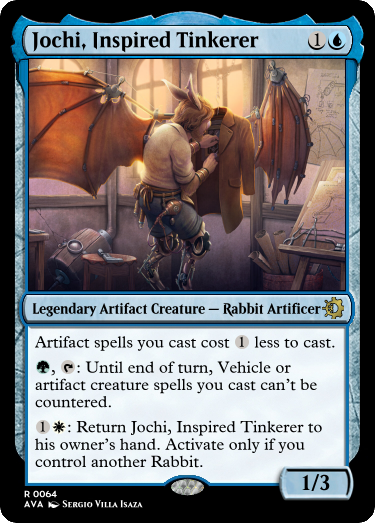 Jochi, Inspired Tinkerer 1
Legendary Artifact Creature — Rabbit Artificer
Artifact spells you cast cost 1 less to cast.
, : Until end of turn, Vehicle or
artifact creature spells you cast can't be
countered.
1 : Return Jochi, Inspired Tinkerer to
his owner's hand. Activate only if you
control another Rabbit.
1/3
R 0064
AVA Sergio Villa Isaza